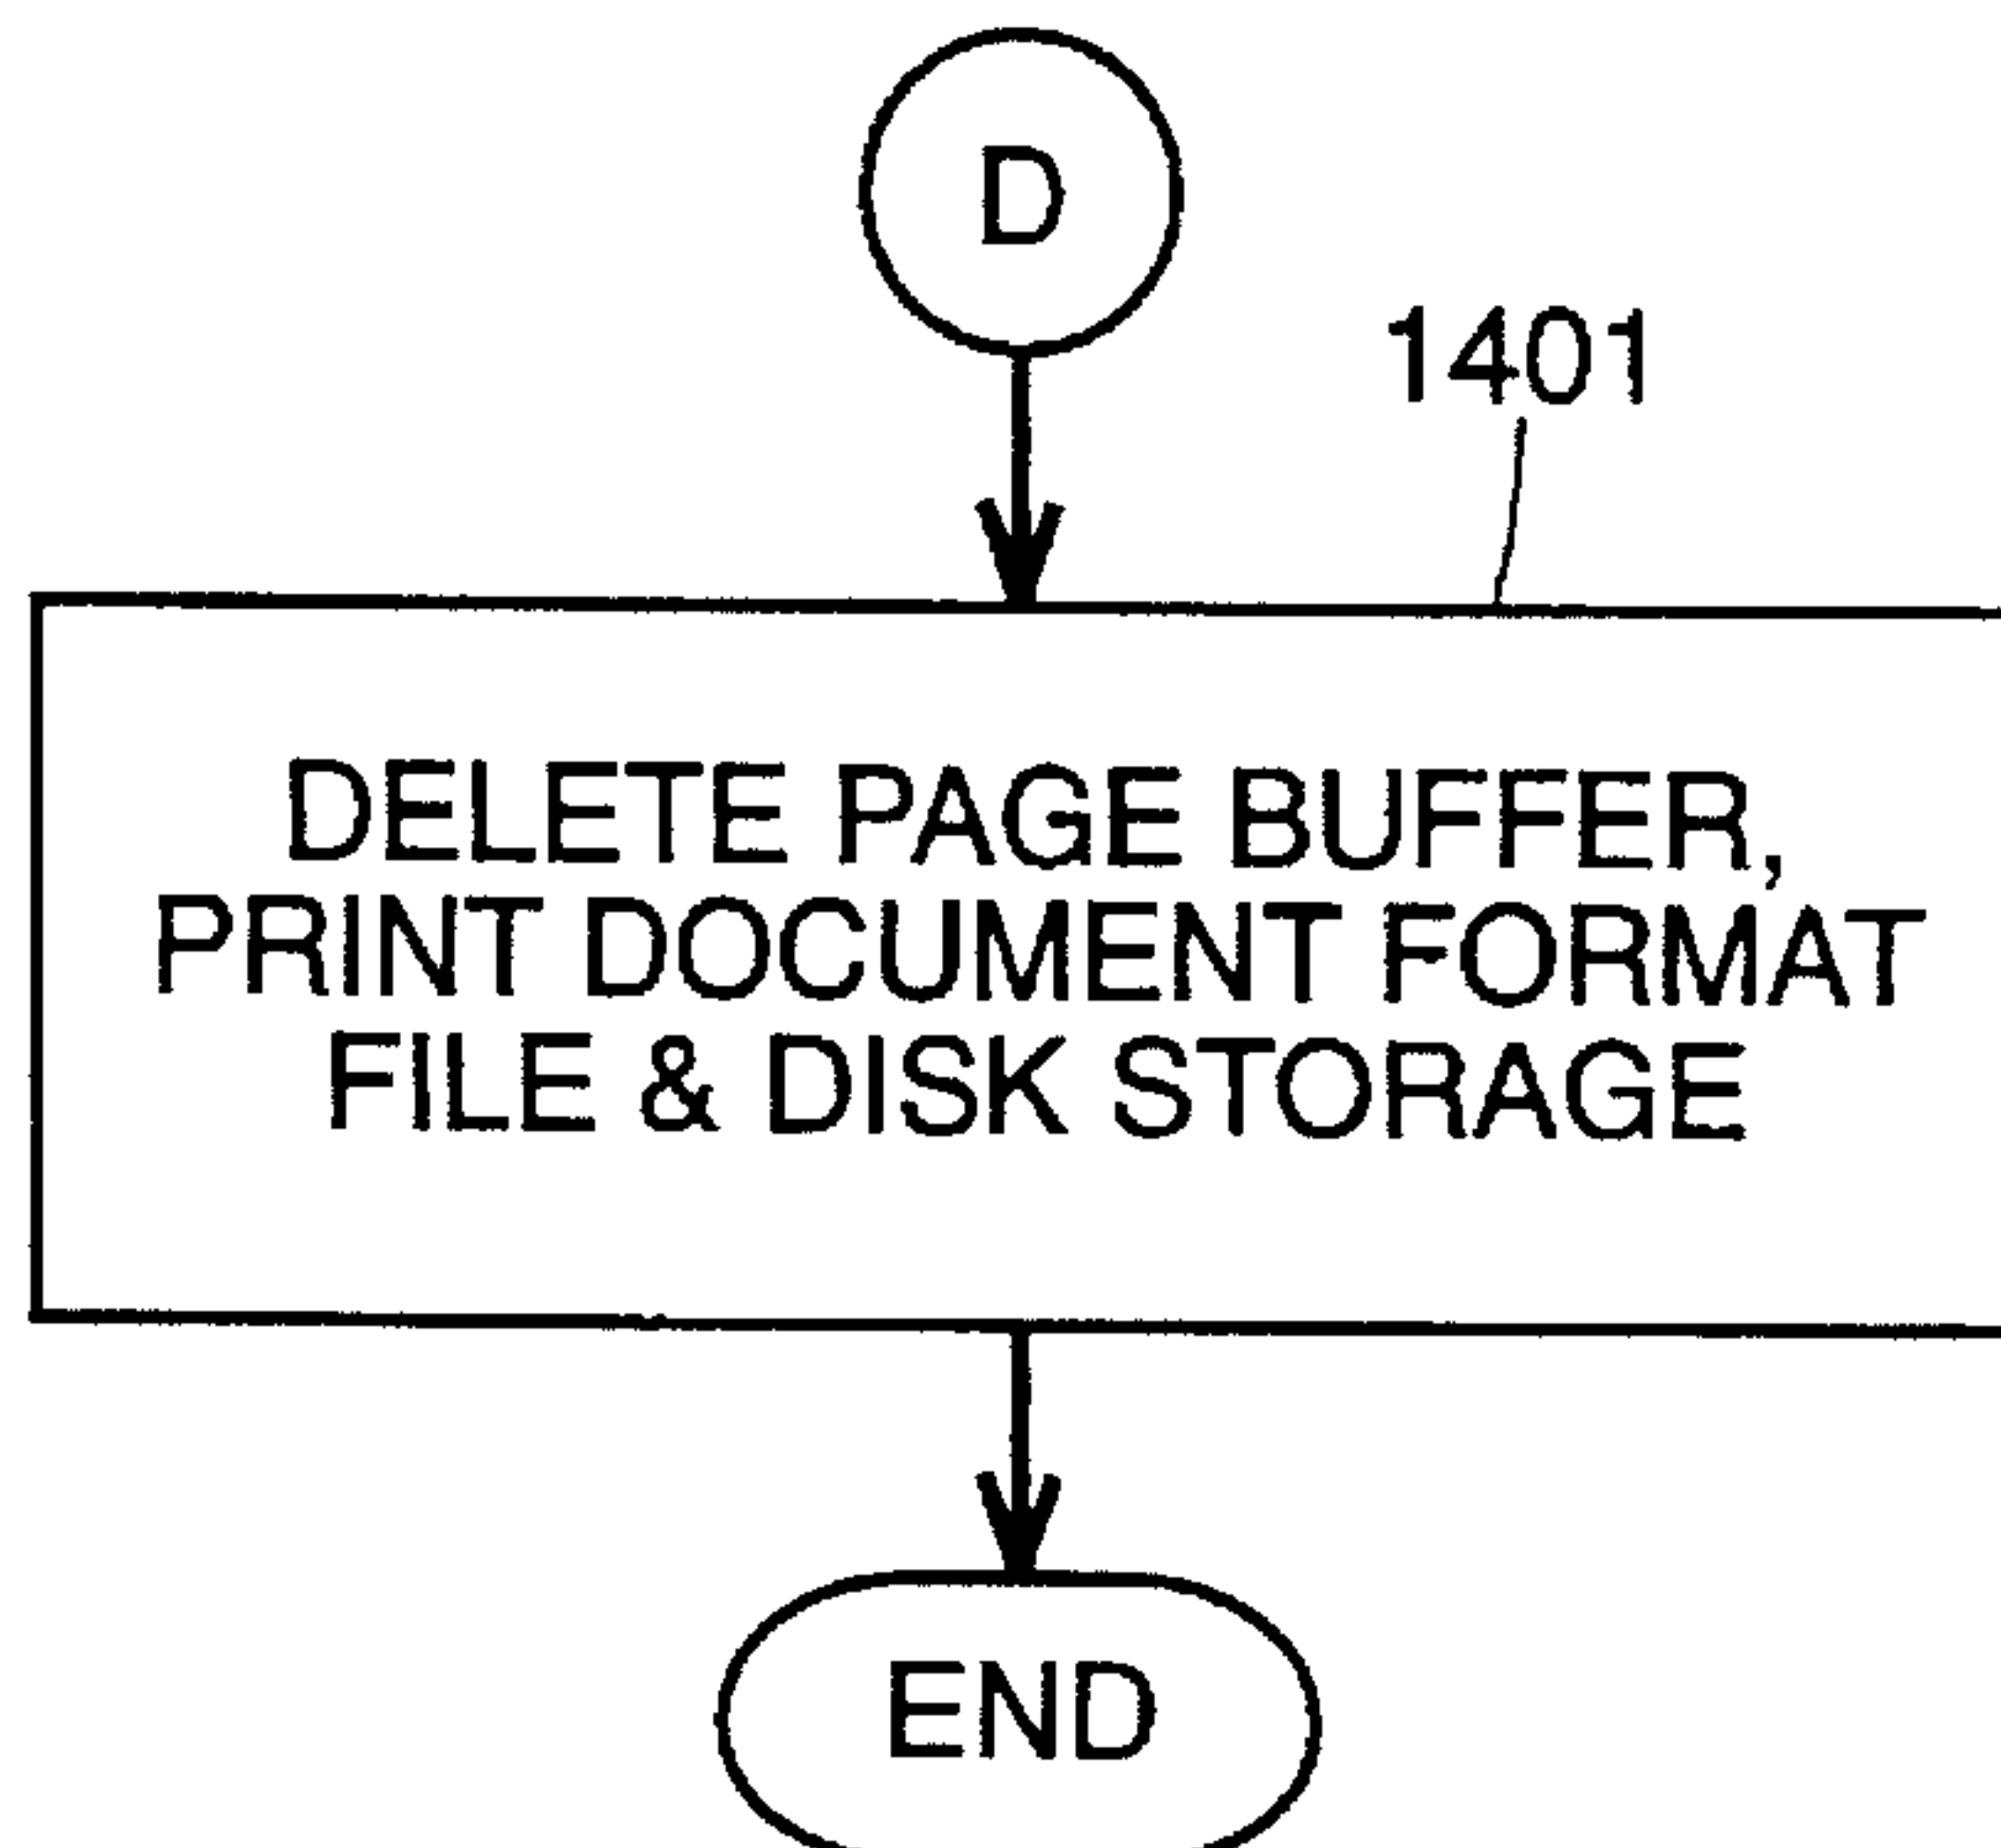 D
1401
DELETE PAGE BUFFER,
PRINT DOCUMENT FORMAT
FILE & DISK STORAGE
END